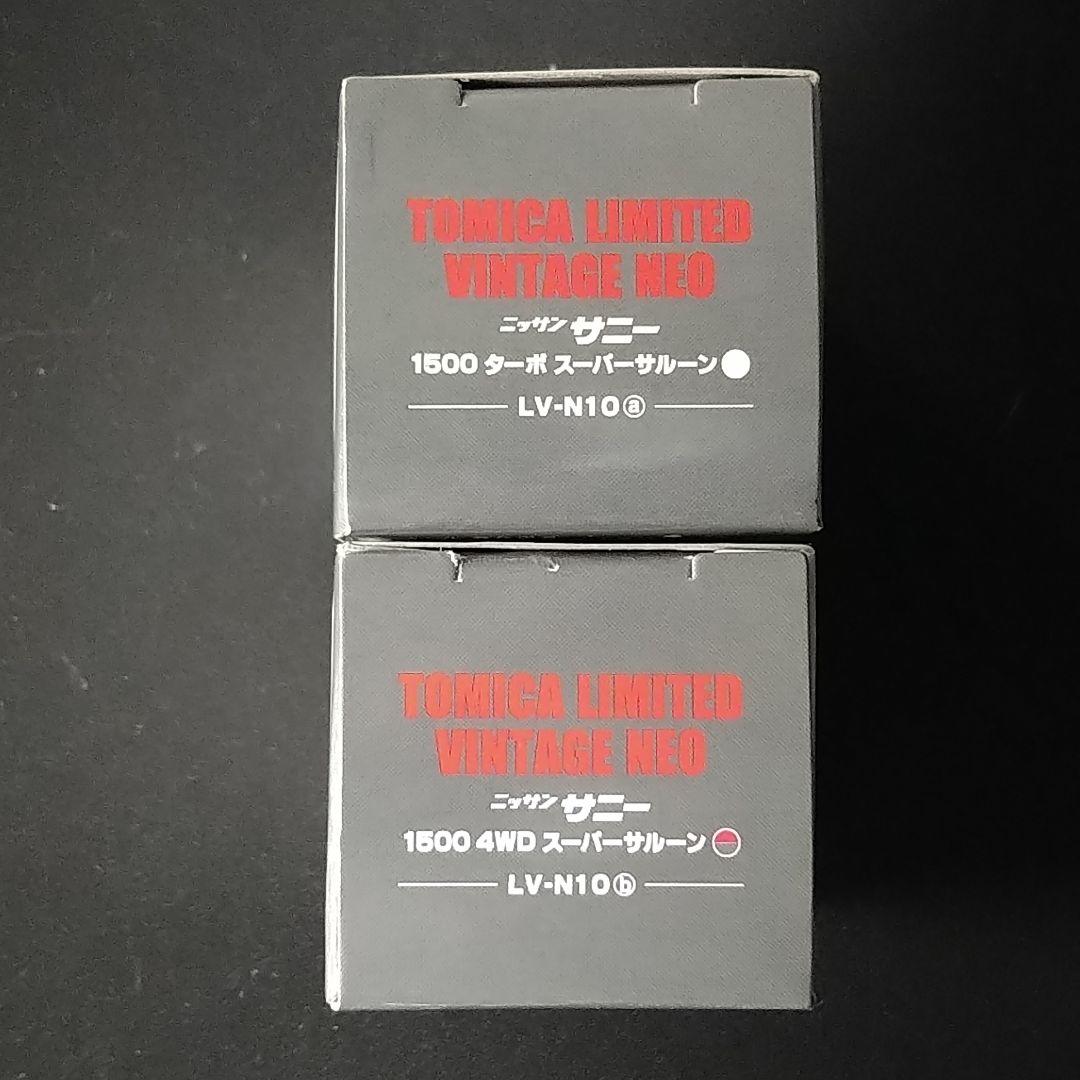 TOMICA LIMITED
VINTAGE NEO
ニッサン サニー
1500 ターボ スーパーサルーン
LV-N10ⓐ
TOMICA LIMITED
VINTAGE NEO
ニッサン サニー
1500 4WD スーパーサルーン
LV-N10ⓑ